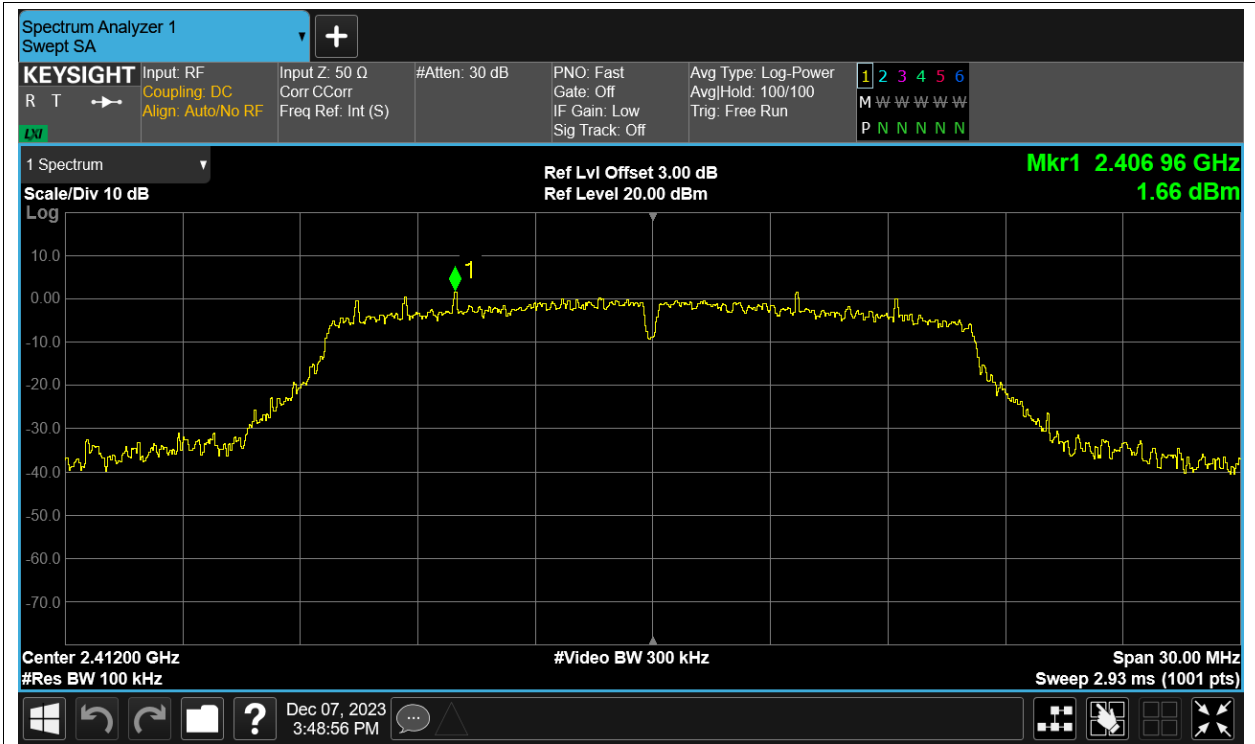 Spectrum Analyzer 1
Swept SA
KEYSIGHT
R T
LXI
Input: RF
Coupling: DC
Align: Auto/No RF
Input Z: 50 Ω
Corr CCorr
Freq Ref: Int (S)
#Atten: 30 dB
PNO: Fast
Gate: Off
IF Gain: Low
Sig Track: Off
Avg Type: Log-Power
Avg|Hold: 100/100
Trig: Free Run
1 2 3 4 5 6
M W W W W W
P N N N N N
1 Spectrum
Scale/Div 10 dB
Log
Ref Lvl Offset 3.00 dB
Ref Level 20.00 dBm
Mkr1 2.406 96 GHz
1.66 dBm
10.0
1
0.00
-10.0
-20.0
-30.0
-40.0
-50.0
-60.0
-70.0
Center 2.41200 GHz
#Video BW 300 kHz
Span 30.00 MHz
#Res BW 100 kHz
Sweep 2.93 ms (1001 pts)
?
Dec 07, 2023
3:48:56 PM